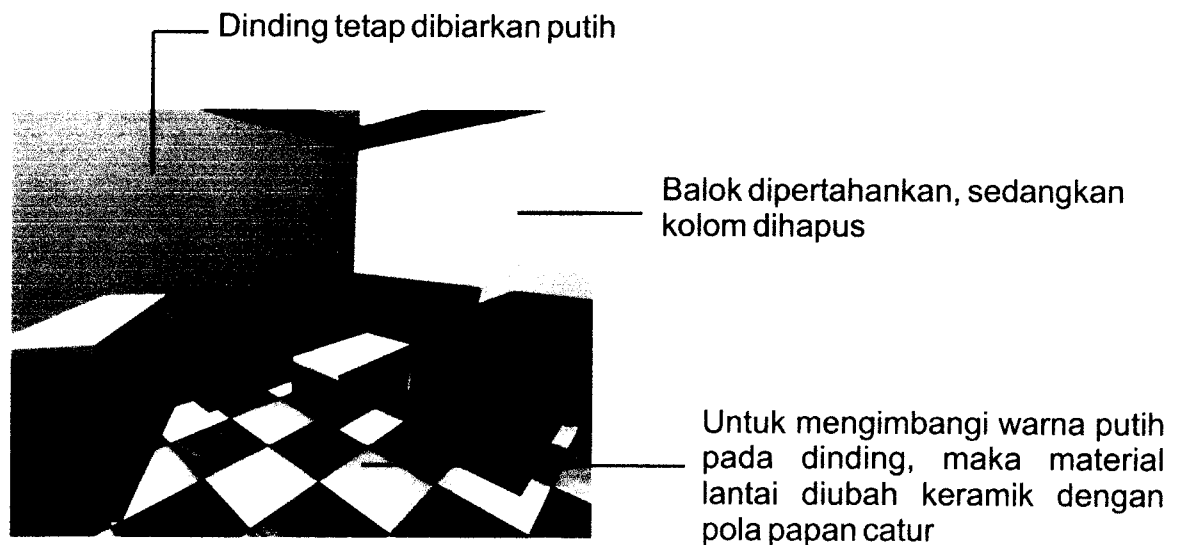 Dinding tetap dibiarkan putih
Balok dipertahankan, sedangkan
kolom dihapus
Untuk mengimbangi warna putih
pada dinding, maka material
lantai diubah keramik dengan
pola papan catur